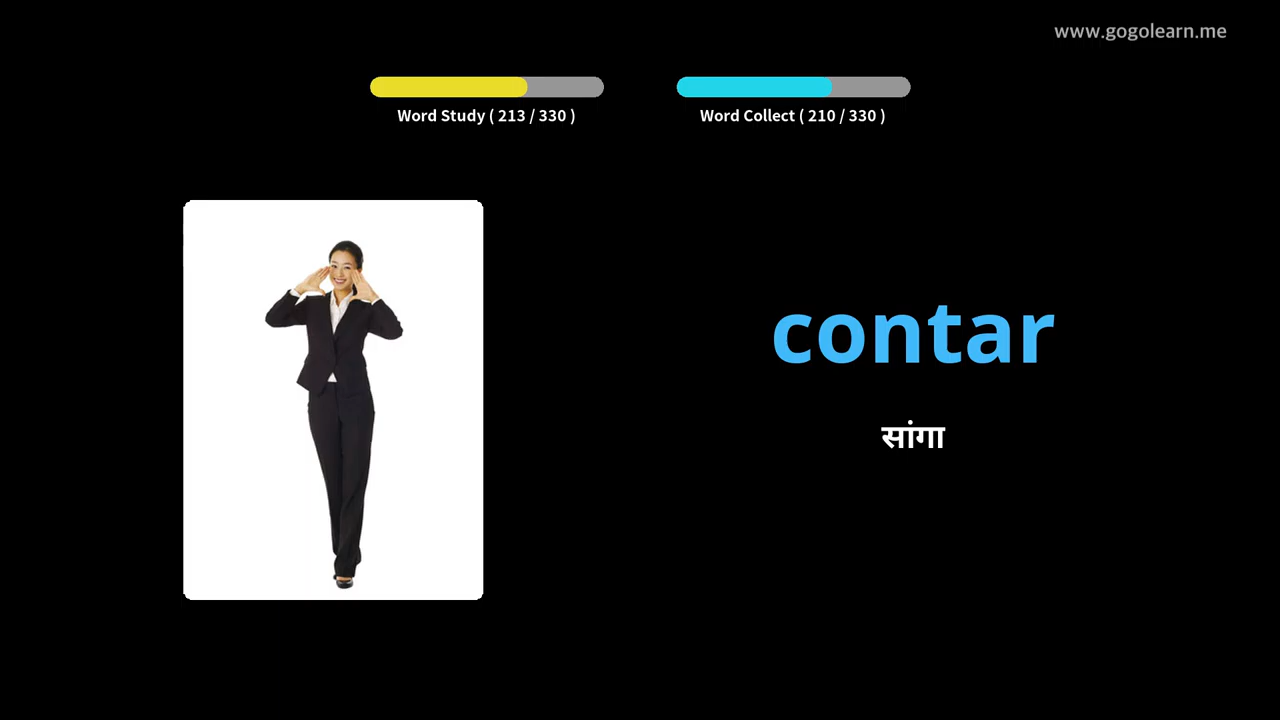 www.gogolearn.me
Word Study ( 213 / 330 )
Word Collect ( 210 / 330 )
contar
सांगा